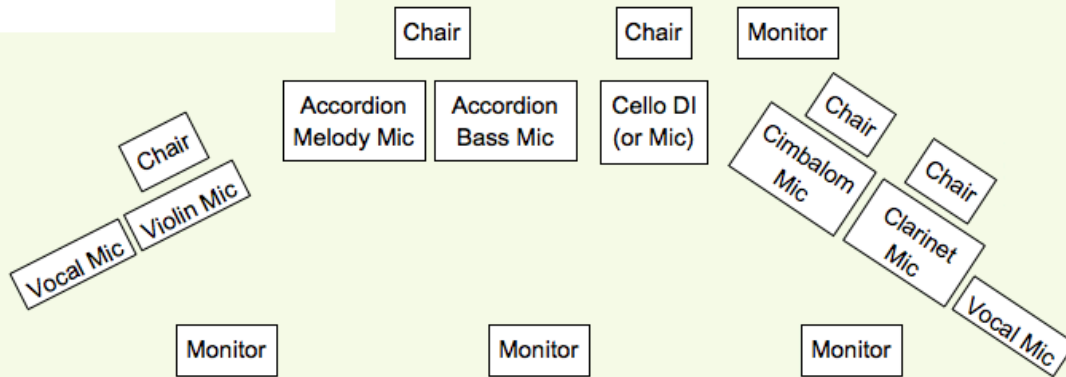 Chair
Chair
Monitor
Accordion
Melody Mic
Accordion
Bass Mic
Cello DI
(or Mic)
Chair
Cimbalom
Mic
Chair
Clarinet
Mic
Vocal Mic
Chair
Violin Mic
Vocal Mic
Monitor
Monitor
Monitor